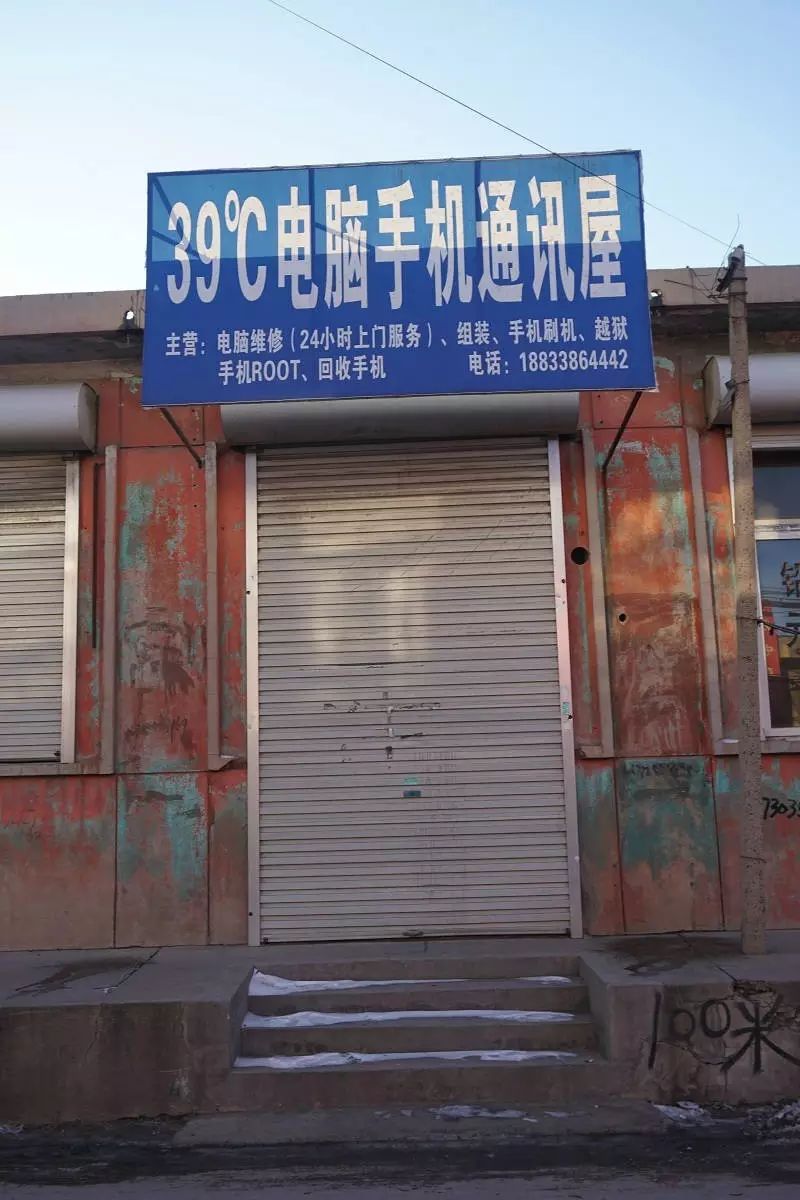 39℃电脑手机通讯屋
主营：电脑维修（24小时上门服务）、组装、手机刷机、越狱
手机ROOT、回收手机
电话：18833864442
100米